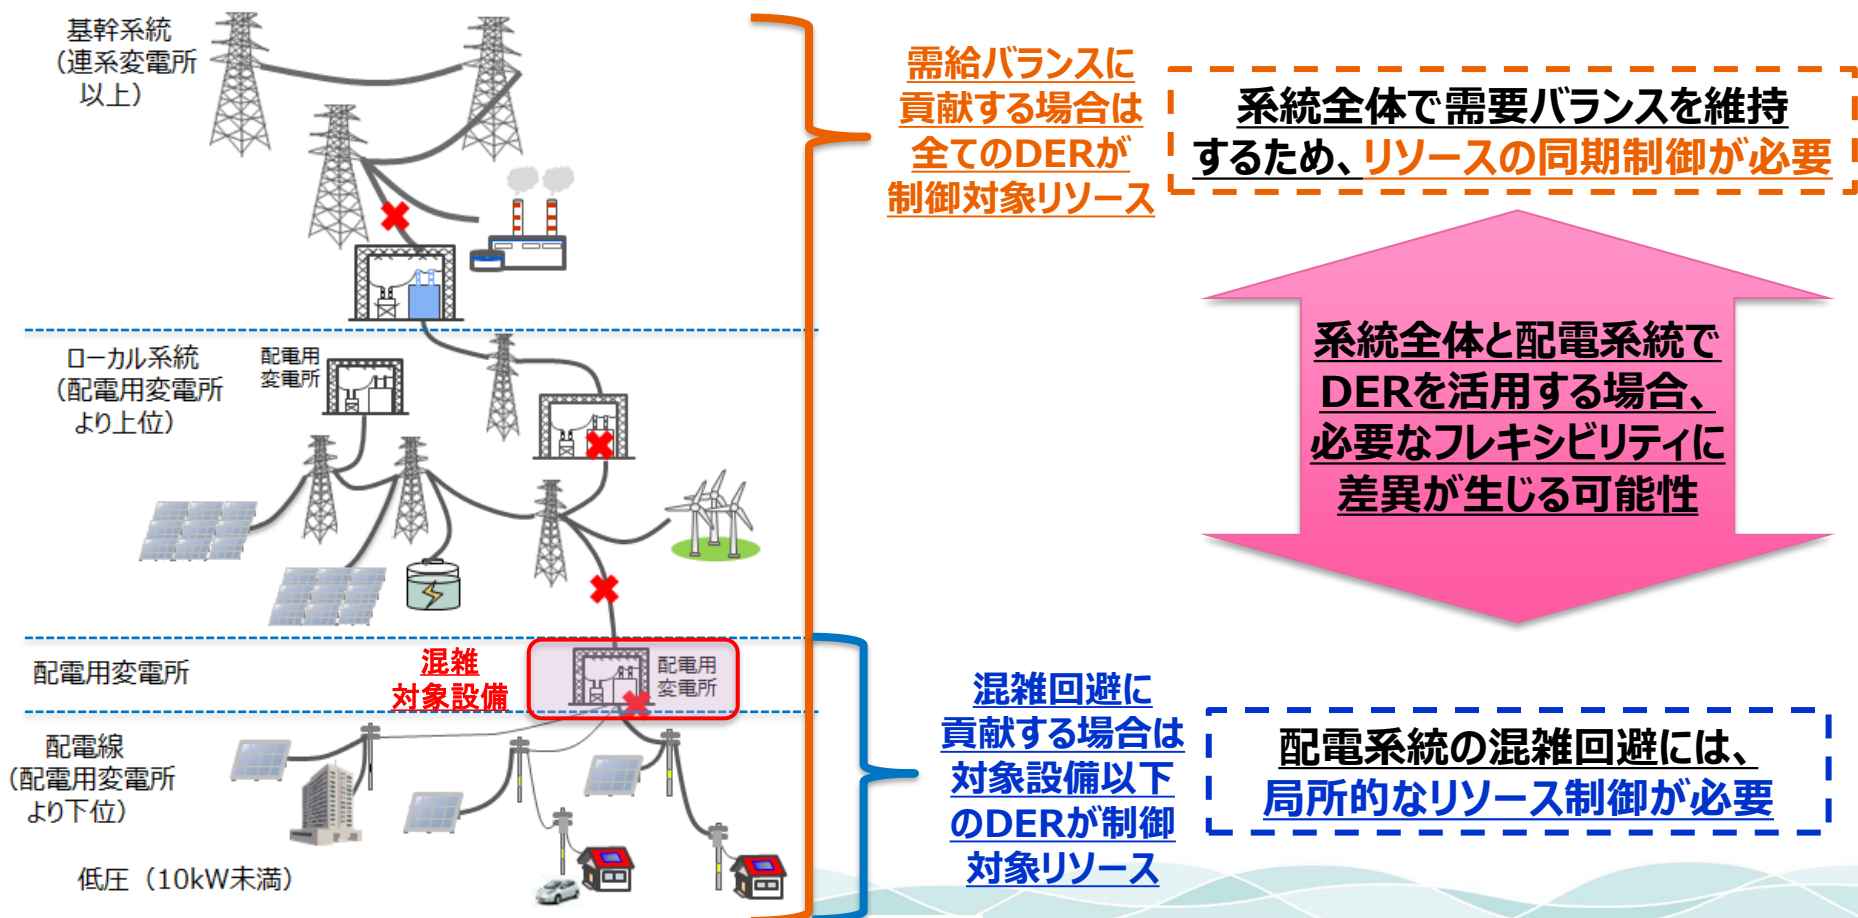 基幹系統
（連系変電所
以上）
需給バランスに
貢献する場合は
全てのDERが
制御対象リソース
系統全体で需要バランスを維持
するため、リソースの同期制御が必要
ローカル系統
（配電用変電所
より上位）
配電用
変電所
系統全体と配電系統で
DERを活用する場合、
必要なフレキシビリティに
差異が生じる可能性
配電用変電所
混雑
対象設備
配電用
変電所
混雑回避に
貢献する場合は
対象設備以下
のDERが制御
対象リソース
配電系統の混雑回避には、
局所的なリソース制御が必要
配電線
（配電用変電所
より下位）
低圧（10kW未満）